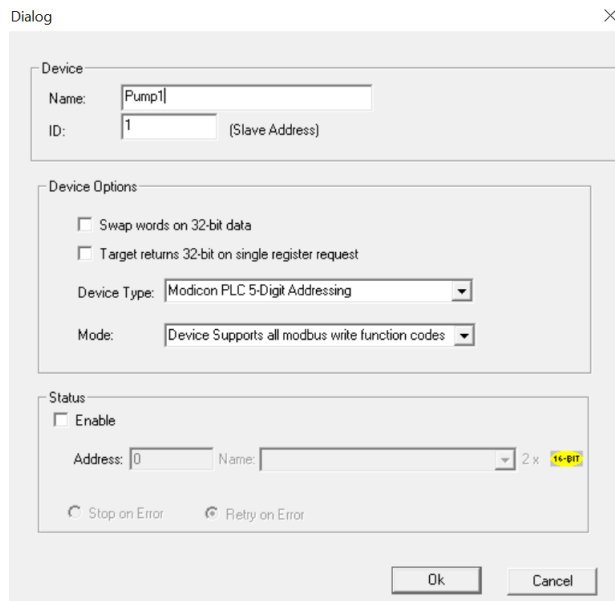 Dialog
Device
Name: Pump1
ID: 1 (Slave Address)
Device Options
Swap words on 32-bit data
Target returns 32-bit on single register request
Device Type: Modicon PLC 5-Digit Addressing
Mode: Device Supports all modbus write function codes
Status
Enable
Address: 0 Name: 2 x 16-BIT
Stop on Error Retry on Error
Ok Cancel